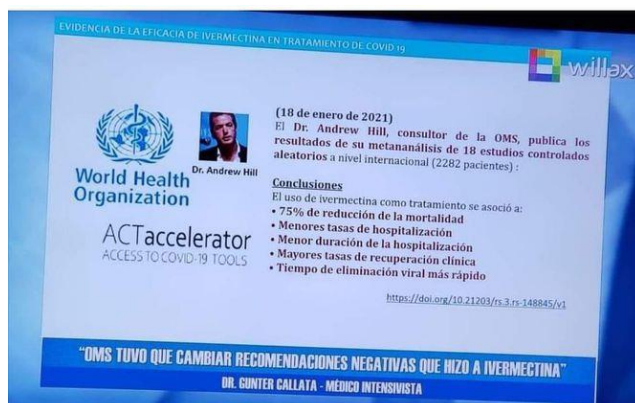 EVIDENCIA DE LA EFICACIA DE IVERMECTINA EN TRATAMIENTO DE COVID 19
willax
World Health
Organization
Dr. Andrew Hill
ACTaccelerator
ACCESS TO COVID-19 TOOLS
(18 de enero de 2021)
El Dr. Andrew Hill, consultor de la OMS, publica los
resultados de su metanánálisis de 18 estudios controlados
aleatorios a nivel internacional (2282 pacientes) :
Conclusiones
El uso de ivermectina como tratamiento se asoció a:
• 75% de reducción de la mortalidad
• Menores tasas de hospitalización
• Menor duración de la hospitalización
• Mayores tasas de recuperación clínica
• Tiempo de eliminación viral más rápido
https://doi.org/10.21203/rs.3.rs-148845/v1
“OMS TUVO QUE CAMBIAR RECOMENDACIONES NEGATIVAS QUE HIZO A IVERMECTINA”
DR. GUNTER CALLATA - MÉDICO INTENSIVISTA